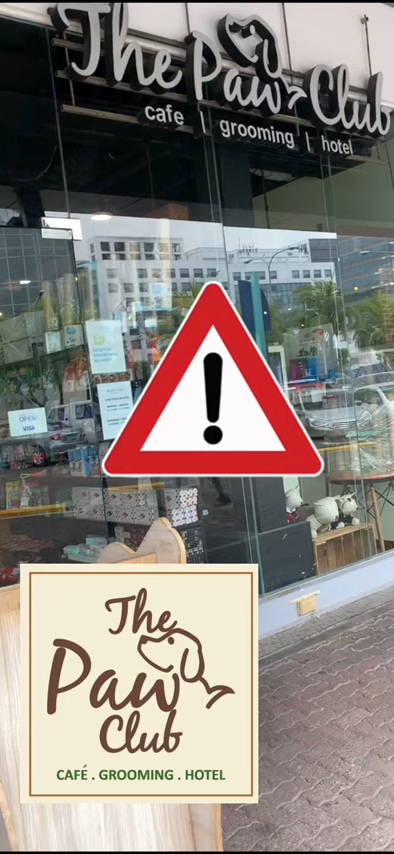 The Paw Club
cafe | grooming | hotel
OPEN
VISA
!
The
Paw
Club
CAFÉ . GROOMING . HOTEL